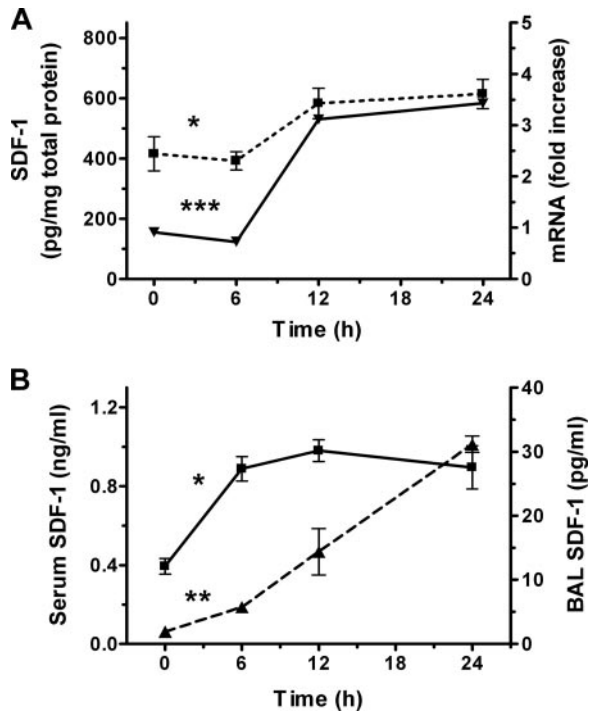 A
SDF-1
(pg/mg total protein)
800
600
400
200
0
*
***
5
4
3
2
1
0
mRNA (fold increase)
0 6 12 18 24
Time (h)
B
Serum SDF-1 (ng/ml)
1.2
0.8
0.4
0.0
*
**
40
30
20
10
0
BAL SDF-1 (pg/ml)
0 6 12 18 24
Time (h)